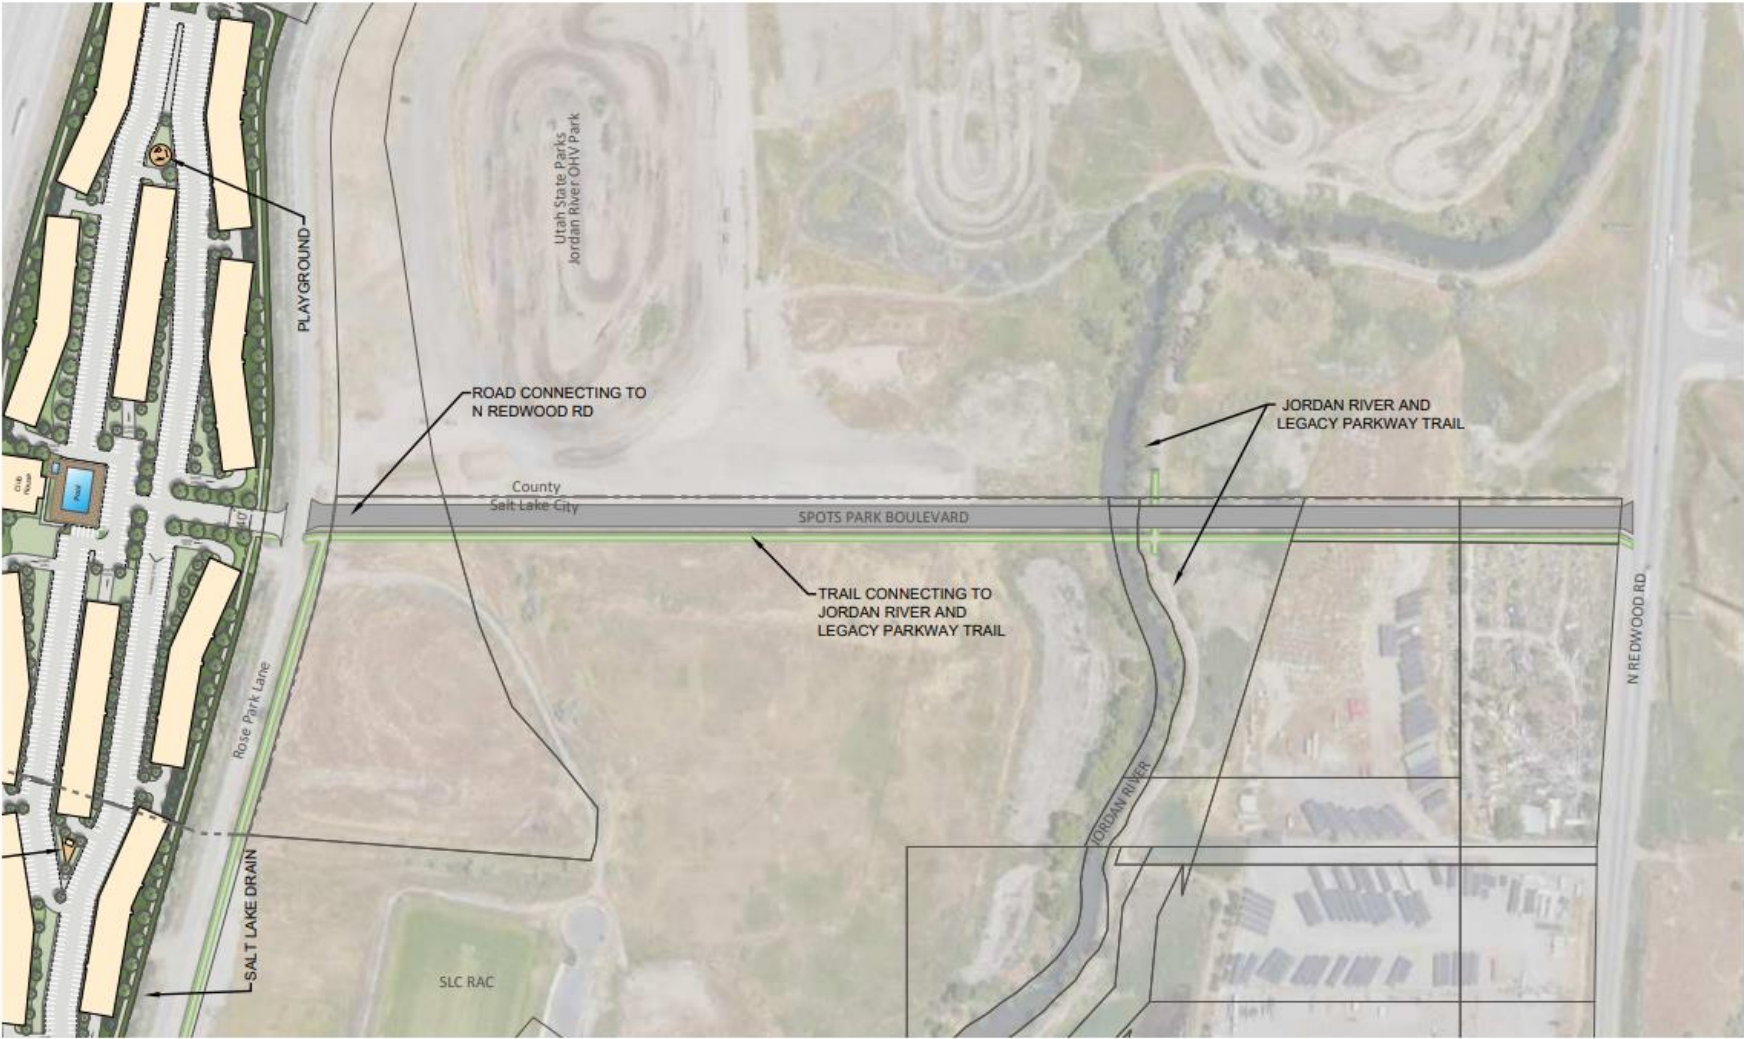 Utah State Parks
Jordan River OHV Park
PLAYGROUND
ROAD CONNECTING TO
N REDWOOD RD
JORDAN RIVER AND
LEGACY PARKWAY TRAIL
Club
House
Pool
County
Salt Lake City
SPOTS PARK BOULEVARD
TRAIL CONNECTING TO
JORDAN RIVER AND
LEGACY PARKWAY TRAIL
N REDWOOD RD
Rose Park Lane
JORDAN RIVER
SALT LAKE DRAIN
SLC RAC